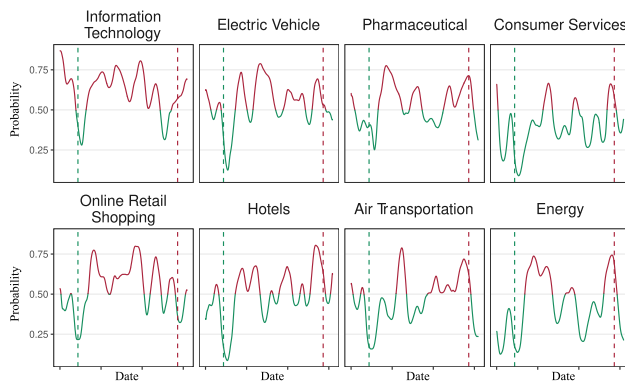 Information
Technology
Electric Vehicle
Pharmaceutical
Consumer Services
Probability
0.75
0.50
0.25
Online Retail
Shopping
Hotels
Air Transportation
Energy
Probability
0.75
0.50
0.25
Date
Date
Date
Date